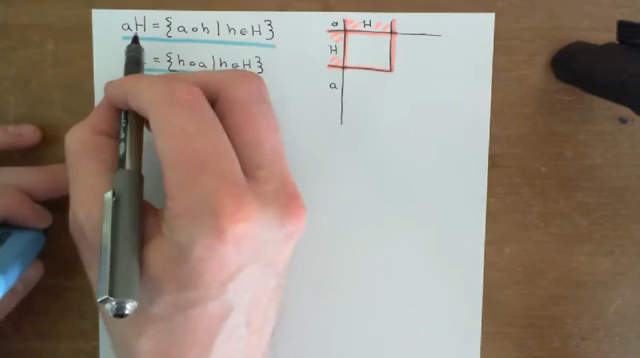 aH = {a∘h | h∈H}
= {h∘a | h∈H}
∘ H
H
a